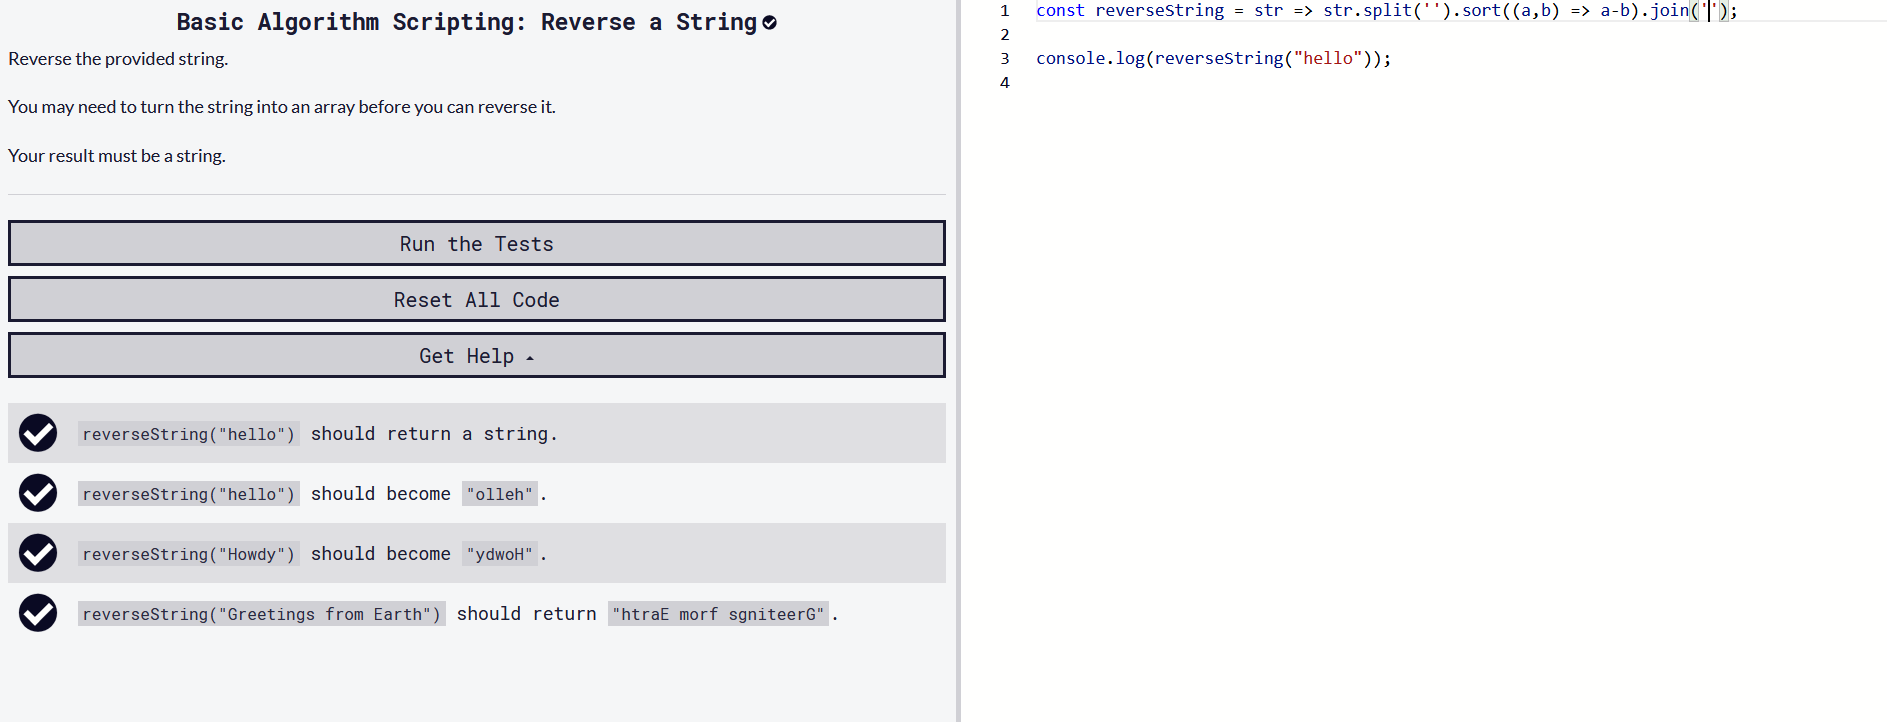 Basic Algorithm Scripting: Reverse a String
Reverse the provided string.
You may need to turn the string into an array before you can reverse it.
Your result must be a string.
Run the Tests
Reset All Code
Get Help
reverseString("hello") should return a string.
reverseString("hello") should become "olleh".
reverseString("Howdy") should become "ydwoH".
reverseString("Greetings from Earth") should return "htraE morf sgniteerG".
1 const reverseString = str => str.split('').sort((a,b) => a-b).join('');
2
3 console.log(reverseString("hello"));
4